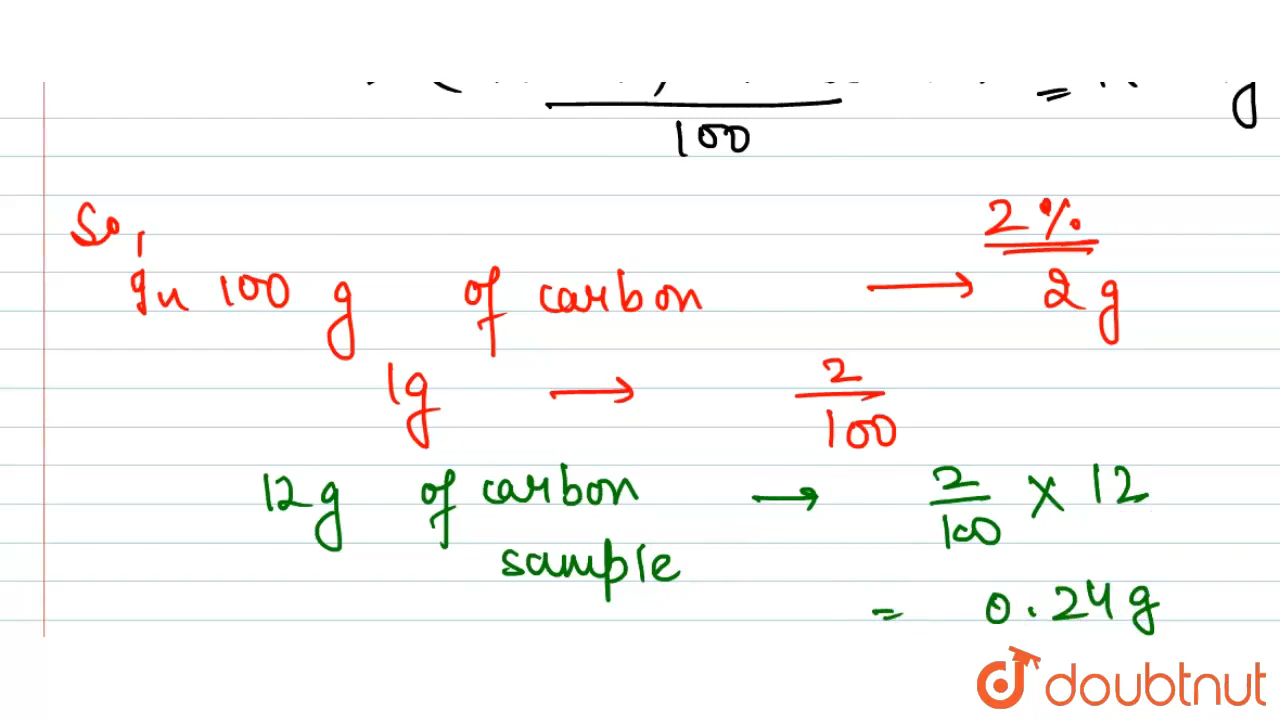 100
So,
2%
In 100 g of carbon → 2g
1g → 2/100
12g of carbon → 2/100 × 12
sample
= 0.24g
doubtnut